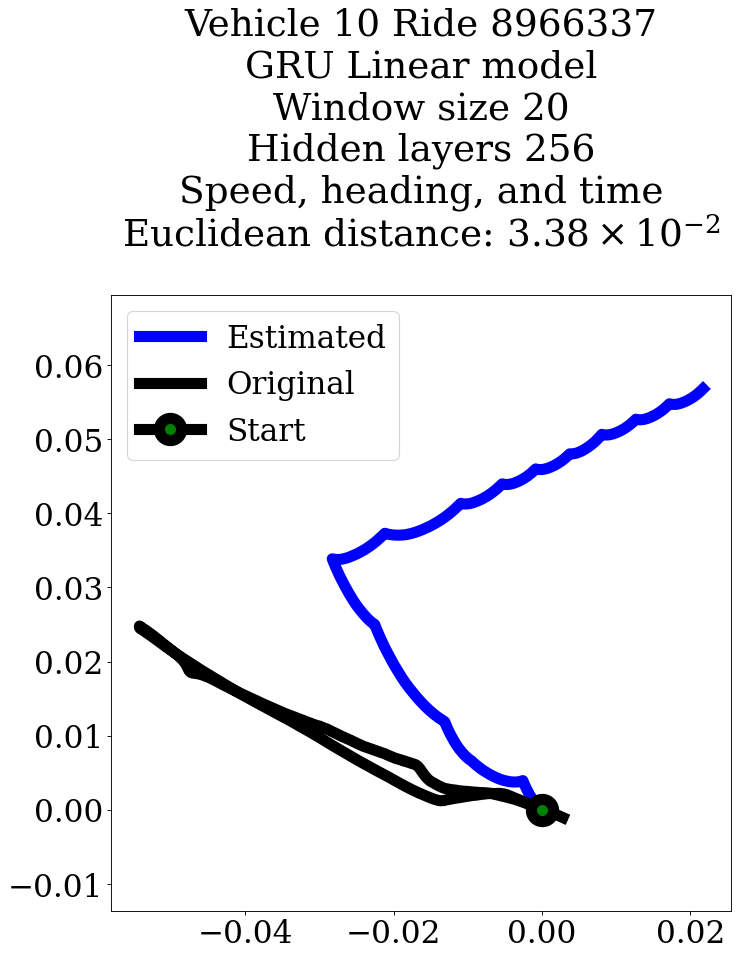 Vehicle 10 Ride 8966337
GRU Linear model
Window size 20
Hidden layers 256
Speed, heading, and time
Euclidean distance: 3.38 × 10⁻²
Estimated
Original
Start
0.06
0.05
0.04
0.03
0.02
0.01
0.00
−0.01
−0.04
−0.02
0.00
0.02